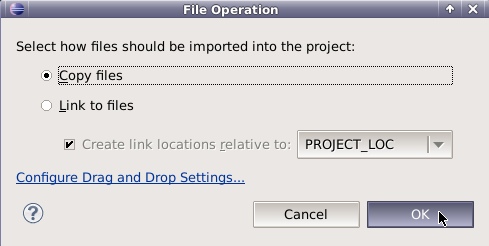 File Operation
Select how files should be imported into the project:
Copy files
Link to files
Create link locations relative to: PROJECT_LOC
Configure Drag and Drop Settings...
? Cancel OK